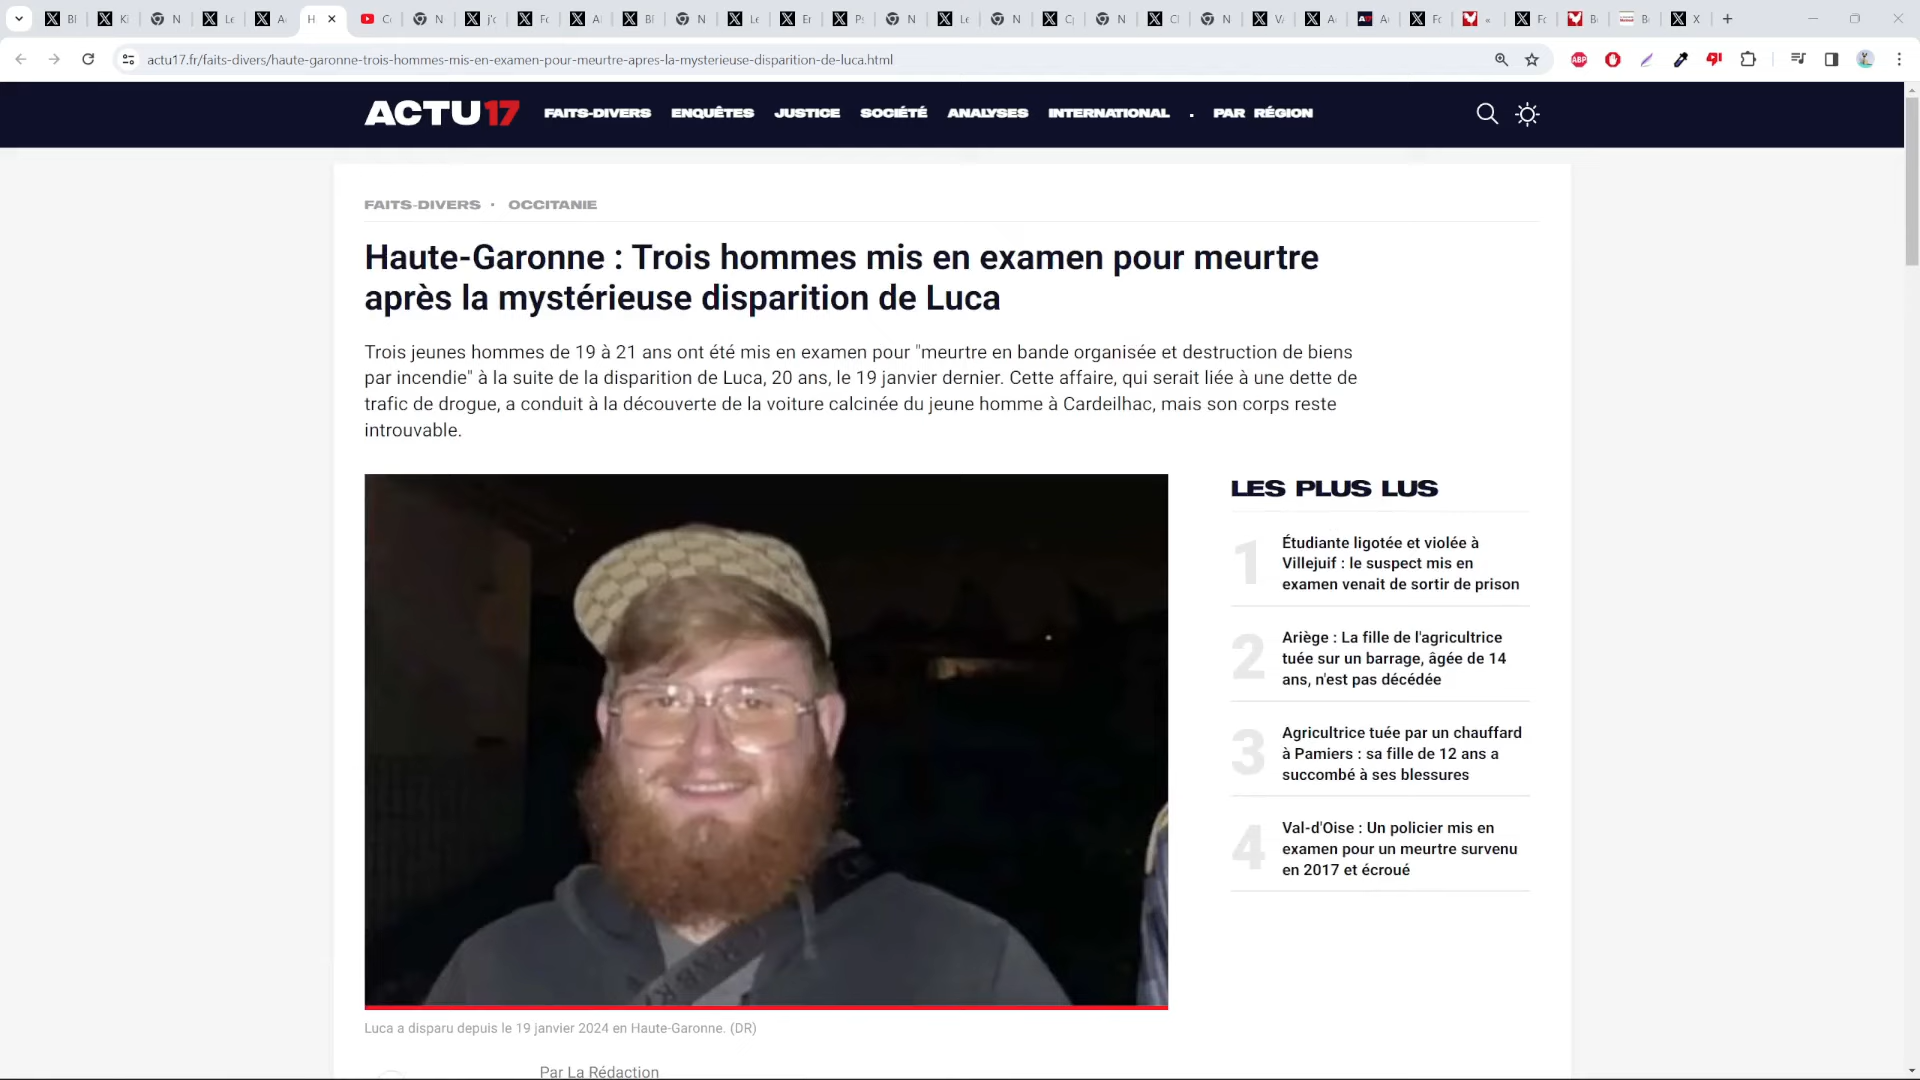 actu17.fr/faits-divers/haute-garonne-trois-hommes-mis-en-examen-pour-meurtre-apres-la-mysterieuse-disparition-de-luca.html
ACTU17
FAITS-DIVERS ENQUÊTES JUSTICE SOCIÉTÉ ANALYSES INTERNATIONAL . PAR RÉGION
FAITS-DIVERS · OCCITANIE
Haute-Garonne : Trois hommes mis en examen pour meurtre
après la mystérieuse disparition de Luca
Trois jeunes hommes de 19 à 21 ans ont été mis en examen pour "meurtre en bande organisée et destruction de biens
par incendie" à la suite de la disparition de Luca, 20 ans, le 19 janvier dernier. Cette affaire, qui serait liée à une dette de
trafic de drogue, a conduit à la découverte de la voiture calcinée du jeune homme à Cardeilhac, mais son corps reste
introuvable.
Luca a disparu depuis le 19 janvier 2024 en Haute-Garonne. (DR)
Par La Rédaction
LES PLUS LUS
1
Étudiante ligotée et violée à
Villejuif : le suspect mis en
examen venait de sortir de prison
2
Ariège : La fille de l'agricultrice
tuée sur un barrage, âgée de 14
ans, n'est pas décédée
3
Agricultrice tuée par un chauffard
à Pamiers : sa fille de 12 ans a
succombé à ses blessures
4
Val-d'Oise : Un policier mis en
examen pour un meurtre survenu
en 2017 et écroué